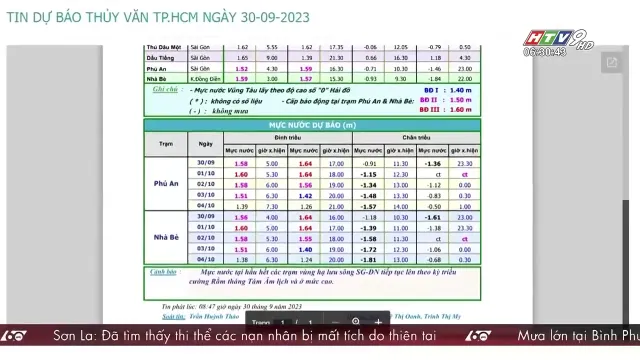 TIN DỰ BÁO THỦY VĂN TP.HCM NGÀY 30-09-2023
HTV9 HD
06:30:43
Thủ Dầu Một Sài Gòn 1.62 5.55 1.62 17.35 -0.06 12.05 -0.79 0.50
Dầu Tiếng Sài Gòn 1.65 9.00 1.39 21.30 0.66 16.30 1.18 4.30
Phú An Sài Gòn 1.52 4.30 1.59 16.30 -0.71 10.30 -1.46 23.00
Nhà Bè K.Đồng Điền 1.59 3.00 1.57 15.30 -0.93 9.30 -1.84 22.00
Ghi chú : - Mực nước Vũng Tàu lấy theo độ cao số "0" Hải đồ BĐ I : 1.40 m
( * ) : không có số liệu - Cấp báo động tại trạm Phú An & Nhà Bè: BĐ II : 1.50 m
( - ) : không mưa BĐ III : 1.60 m
MỰC NƯỚC DỰ BÁO (m)
Trạm Ngày Đỉnh triều Chân triều
Mực nước giờ x.hiện Mực nước giờ x.hiện Mực nước giờ x.hiện Mực nước giờ x.hiện
Phú An
30/09 1.58 5.00 1.64 17.00 -0.91 11.30 -1.36 23.30
01/10 1.60 5.30 1.64 18.00 -1.15 12.30 ct ct
02/10 1.58 6.00 1.56 19.00 -1.34 13.00 -1.12 0.00
03/10 1.51 6.30 1.42 20.00 -1.48 13.30 -0.83 0.30
04/10 1.39 7.30 1.26 21.00 -1.57 14.00 -0.50 1.00
Nhà Bè
30/09 1.56 4.00 1.64 16.00 -1.18 10.30 -1.61 23.00
01/10 1.60 5.00 1.64 17.00 -1.39 11.00 -1.38 23.30
02/10 1.58 5.30 1.55 18.00 -1.58 11.30 ct ct
03/10 1.51 6.00 1.40 19.00 -1.72 12.30 -1.06 0.00
04/10 1.38 6.30 1.24 20.00 -1.81 13.00 -0.68 0.30
Cảnh báo : Mực nước tại hầu hết các trạm vùng hạ lưu sông SG-ĐN tiếp tục lên theo kỳ triều
cường Rằm tháng Tám Âm lịch và ở mức cao.
Tin phát lúc: 08:47 giờ ngày 30 tháng 9 năm 2023
Soát tin: Trần Huỳnh Thảo Thị Oanh, Trình Thị My
Trang 1 / 1
60 Sơn La: Đã tìm thấy thi thể các nạn nhân bị mất tích do thiên tai 60 Mưa lớn tại Bình Phư